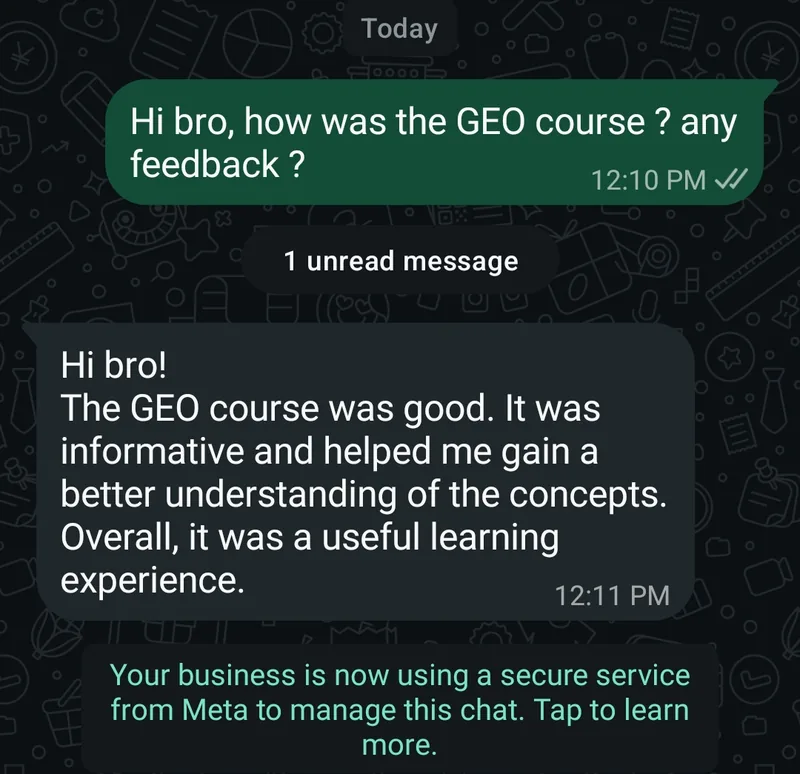 Today
Hi bro, how was the GEO course ? any
feedback ?
12:10 PM
1 unread message
Hi bro!
The GEO course was good. It was
informative and helped me gain a
better understanding of the concepts.
Overall, it was a useful learning
experience.
12:11 PM
Your business is now using a secure service
from Meta to manage this chat. Tap to learn
more.